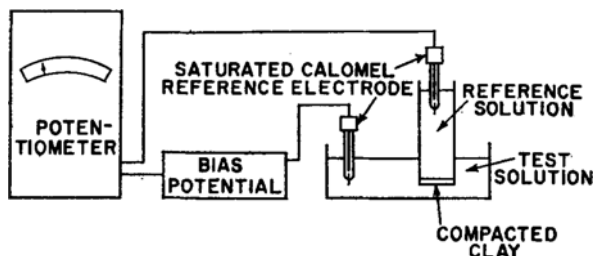 SATURATED CALOMEL
REFERENCE ELECTRODE
REFERENCE
SOLUTION
POTEN-
TIOMETER
BIAS
POTENTIAL
TEST
SOLUTION
COMPACTED
CLAY